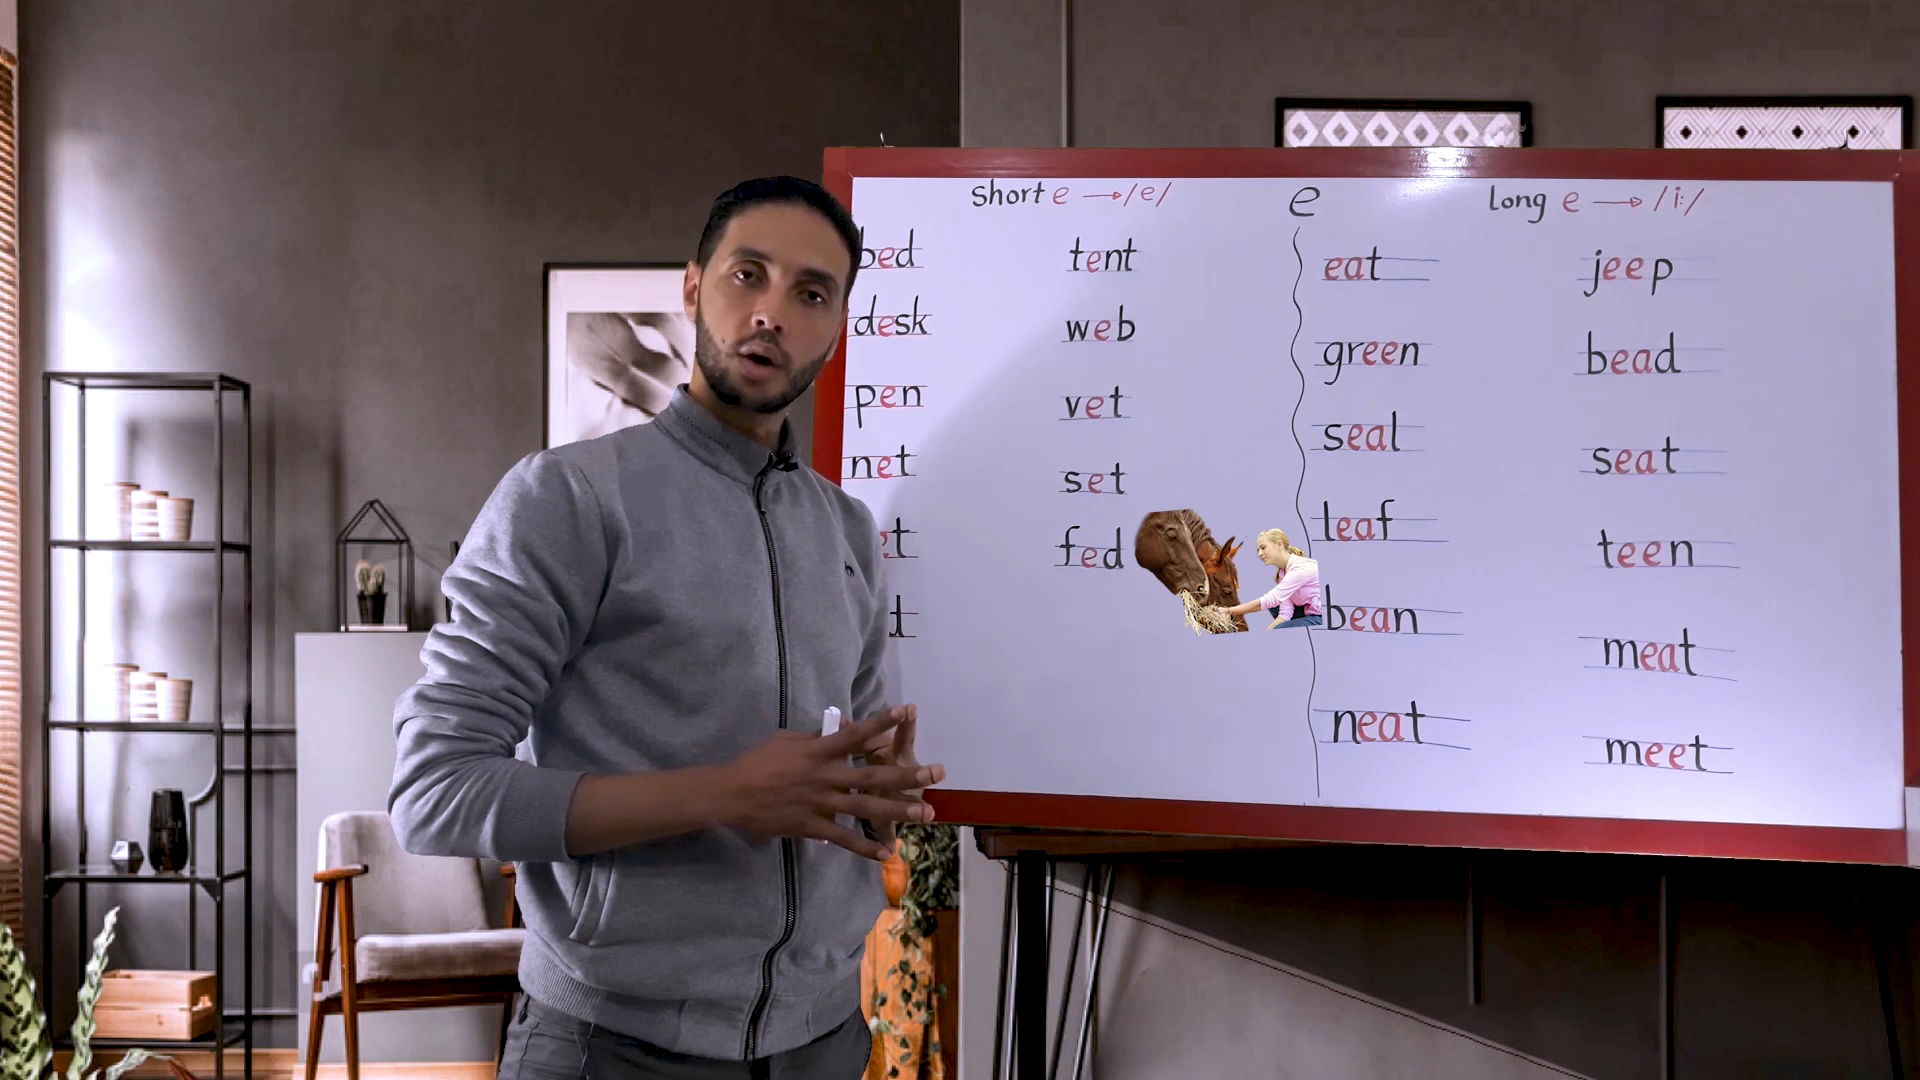 short e → /e/
e
long e → /i:/
bed
desk
pen
net
tent
web
vet
set
fed
eat
green
seal
leaf
bean
neat
jeep
bead
seat
teen
meat
meet